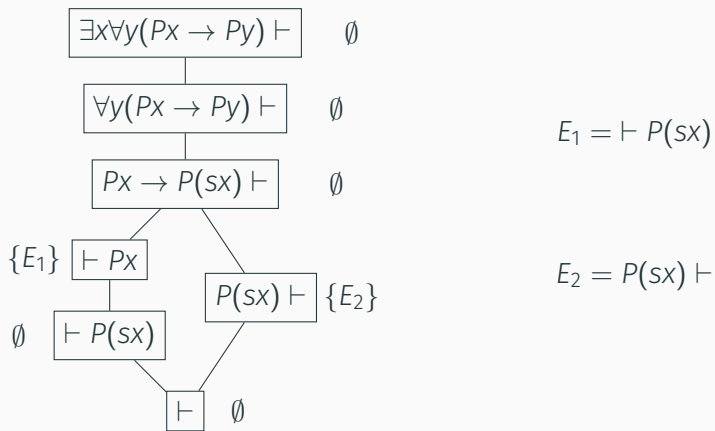 ∃x∀y(Px → Py) ⊢ ∅
∀y(Px → Py) ⊢ ∅
E₁ = ⊢ P(sx)
Px → P(sx) ⊢ ∅
{E₁} ⊢ Px
E₂ = P(sx) ⊢
P(sx) ⊢ {E₂}
∅ ⊢ P(sx)
⊢ ∅